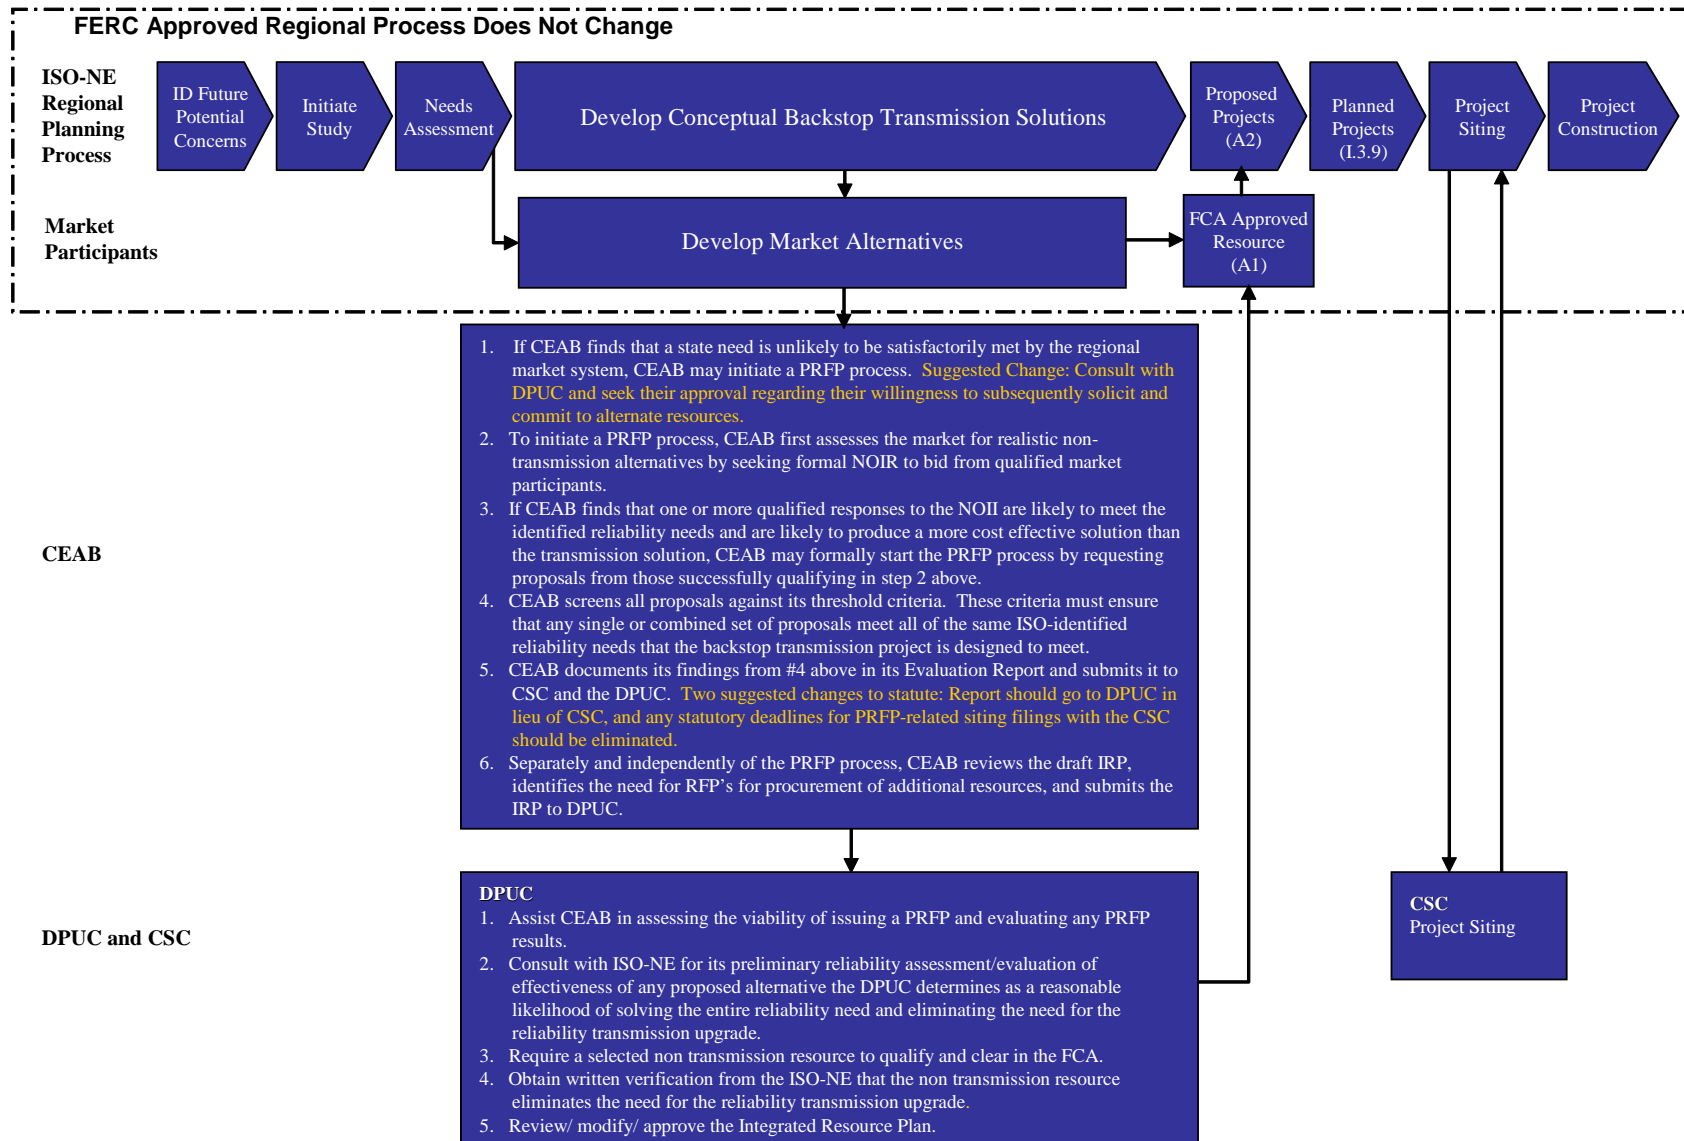 FERC Approved Regional Process Does Not Change
ISO-NE
Regional
Planning
Process
ID Future
Potential
Concerns
Initiate
Study
Needs
Assessment
Develop Conceptual Backstop Transmission Solutions
Proposed
Projects
(A2)
Planned
Projects
(I.3.9)
Project
Siting
Project
Construction
Market
Participants
Develop Market Alternatives
FCA Approved
Resource
(A1)
CEAB
1. If CEAB finds that a state need is unlikely to be satisfactorily met by the regional
market system, CEAB may initiate a PRFP process. Suggested Change: Consult with
DPUC and seek their approval regarding their willingness to subsequently solicit and
commit to alternate resources.
2. To initiate a PRFP process, CEAB first assesses the market for realistic non-
transmission alternatives by seeking formal NOIR to bid from qualified market
participants.
3. If CEAB finds that one or more qualified responses to the NOII are likely to meet the
identified reliability needs and are likely to produce a more cost effective solution than
the transmission solution, CEAB may formally start the PRFP process by requesting
proposals from those successfully qualifying in step 2 above.
4. CEAB screens all proposals against its threshold criteria. These criteria must ensure
that any single or combined set of proposals meet all of the same ISO-identified
reliability needs that the backstop transmission project is designed to meet.
5. CEAB documents its findings from #4 above in its Evaluation Report and submits it to
CSC and the DPUC. Two suggested changes to statute: Report should go to DPUC in
lieu of CSC, and any statutory deadlines for PRFP-related siting filings with the CSC
should be eliminated.
6. Separately and independently of the PRFP process, CEAB reviews the draft IRP,
identifies the need for RFP's for procurement of additional resources, and submits the
IRP to DPUC.
DPUC and CSC
DPUC
1. Assist CEAB in assessing the viability of issuing a PRFP and evaluating any PRFP
results.
2. Consult with ISO-NE for its preliminary reliability assessment/evaluation of
effectiveness of any proposed alternative the DPUC determines as a reasonable
likelihood of solving the entire reliability need and eliminating the need for the
reliability transmission upgrade.
3. Require a selected non transmission resource to qualify and clear in the FCA.
4. Obtain written verification from the ISO-NE that the non transmission resource
eliminates the need for the reliability transmission upgrade.
5. Review/ modify/ approve the Integrated Resource Plan.
CSC
Project Siting